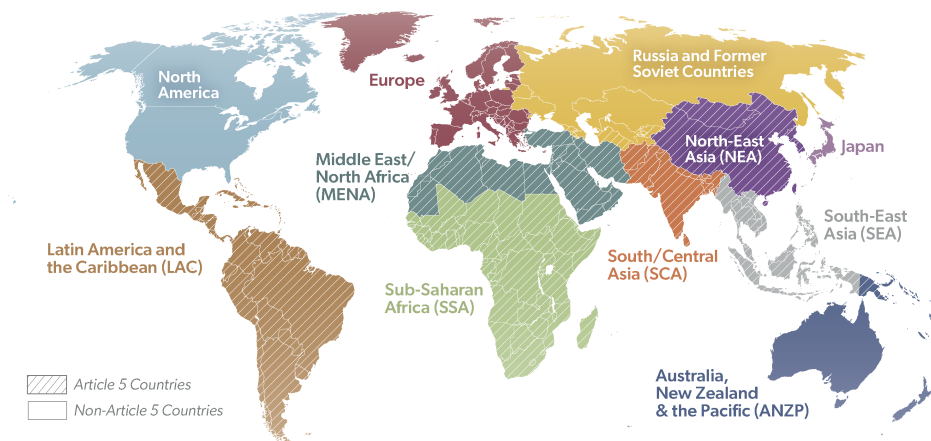 North
America
Europe
Russia and Former
Soviet Countries
North-East
Asia (NEA)
Japan
Middle East/
North Africa
(MENA)
South-East
Asia (SEA)
Latin America and
the Caribbean (LAC)
South/Central
Asia (SCA)
Sub-Saharan
Africa (SSA)
Australia,
New Zealand
& the Pacific (ANZP)
Article 5 Countries
Non-Article 5 Countries